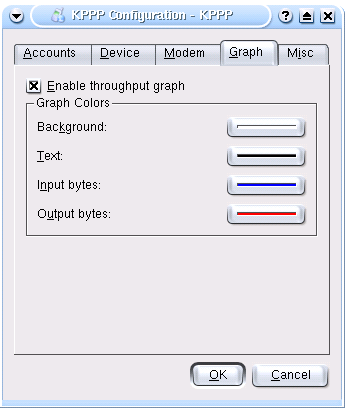 KPPP Configuration - KPPP
Accounts Device Modem Graph Misc
Enable throughput graph
Graph Colors
Background:
Text:
Input bytes:
Output bytes:
OK Cancel